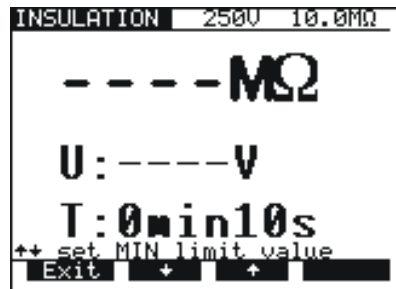 INSULATION 250V 10.0MΩ
----MΩ
U:----V
T:0min10s
↑↓ set MIN limit value
Exit ↓ ↑